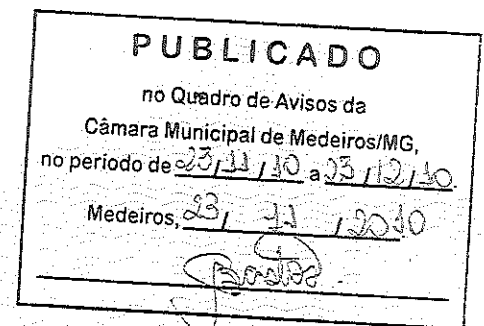 PUBLICADO
no Quadro de Avisos da
Câmara Municipal de Medeiros/MG,
no período de 23/11/10 a 23/12/10.
Medeiros, 23/ 11 /2010